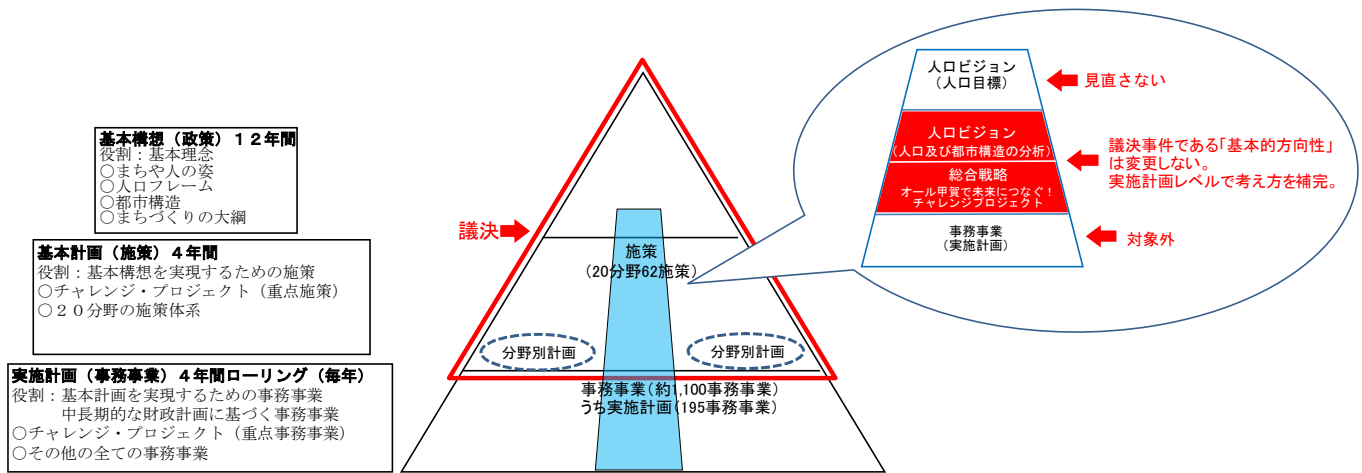 基本構想（政策）１２年間
役割：基本理念
○まちや人の姿
○人口フレーム
○都市構造
○まちづくりの大綱
基本計画（施策）４年間
役割：基本構想を実現するための施策
○チャレンジ・プロジェクト（重点施策）
○２０分野の施策体系
実施計画（事務事業）４年間ローリング（毎年）
役割：基本計画を実現するための事務事業
中長期的な財政計画に基づく事務事業
○チャレンジ・プロジェクト（重点事務事業）
○その他の全ての事務事業
議決
施策
（20分野62施策）
分野別計画
分野別計画
事務事業（約1,100事務事業）
うち実施計画（195事務事業）
人口ビジョン
（人口目標）
見直さない
人口ビジョン
（人口及び都市構造の分析）
総合戦略
オール甲賀で未来につなぐ！
チャレンジプロジェクト
議決事件である「基本的方向性」
は変更しない。
実施計画レベルで考え方を補完。
事務事業
（実施計画）
対象外